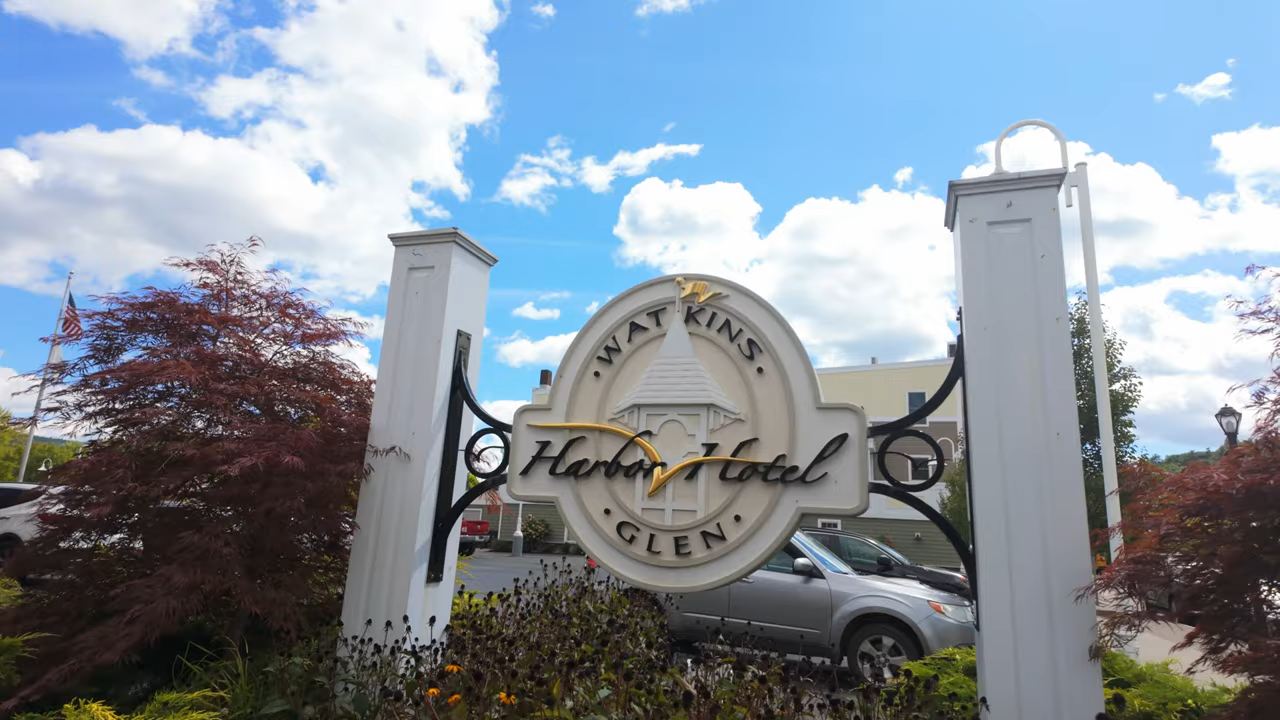 • WATKINS •
Harbor Hotel
• GLEN •